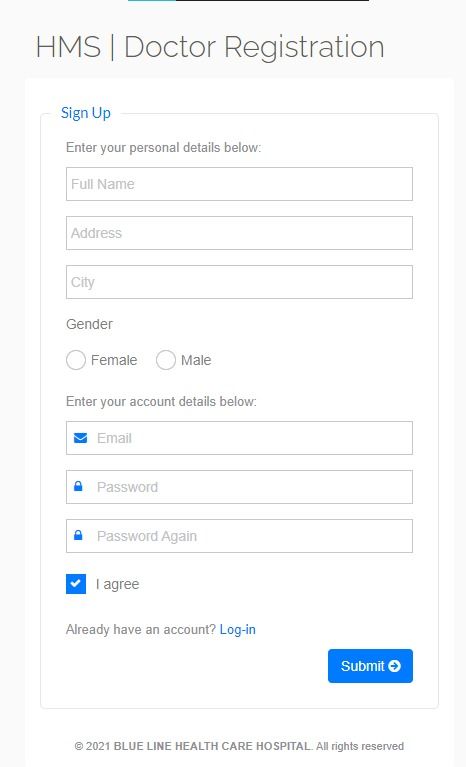 HMS | Doctor Registration
Sign Up
Enter your personal details below:
Full Name
Address
City
Gender
Female Male
Enter your account details below:
Email
Password
Password Again
I agree
Already have an account? Log-in
Submit
© 2021 BLUE LINE HEALTH CARE HOSPITAL. All rights reserved